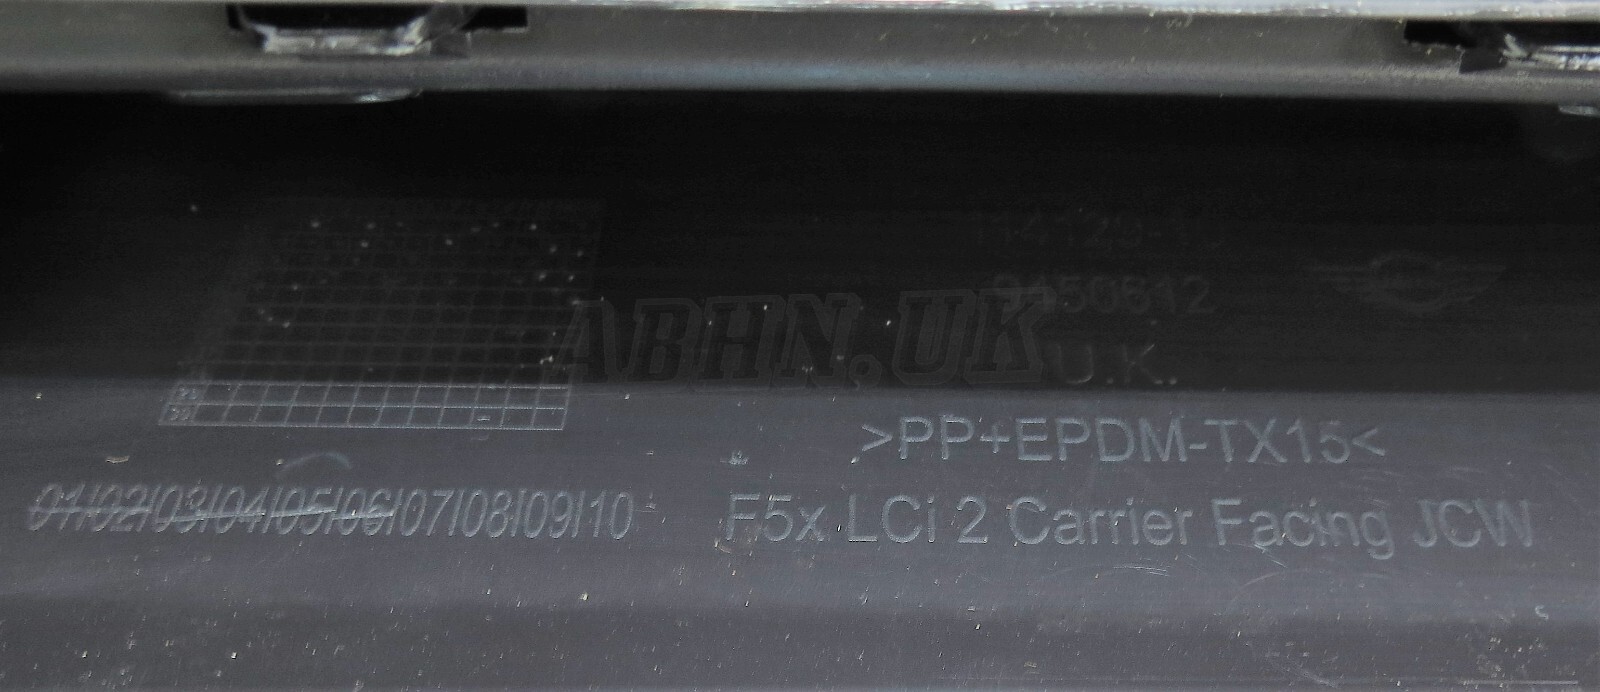 9450812
ABHN.UK
U.K.
>PP+EPDM-TX15<
01|02|03|04|05|06|07|08|09|10
F5x LCi 2 Carrier Facing JCW